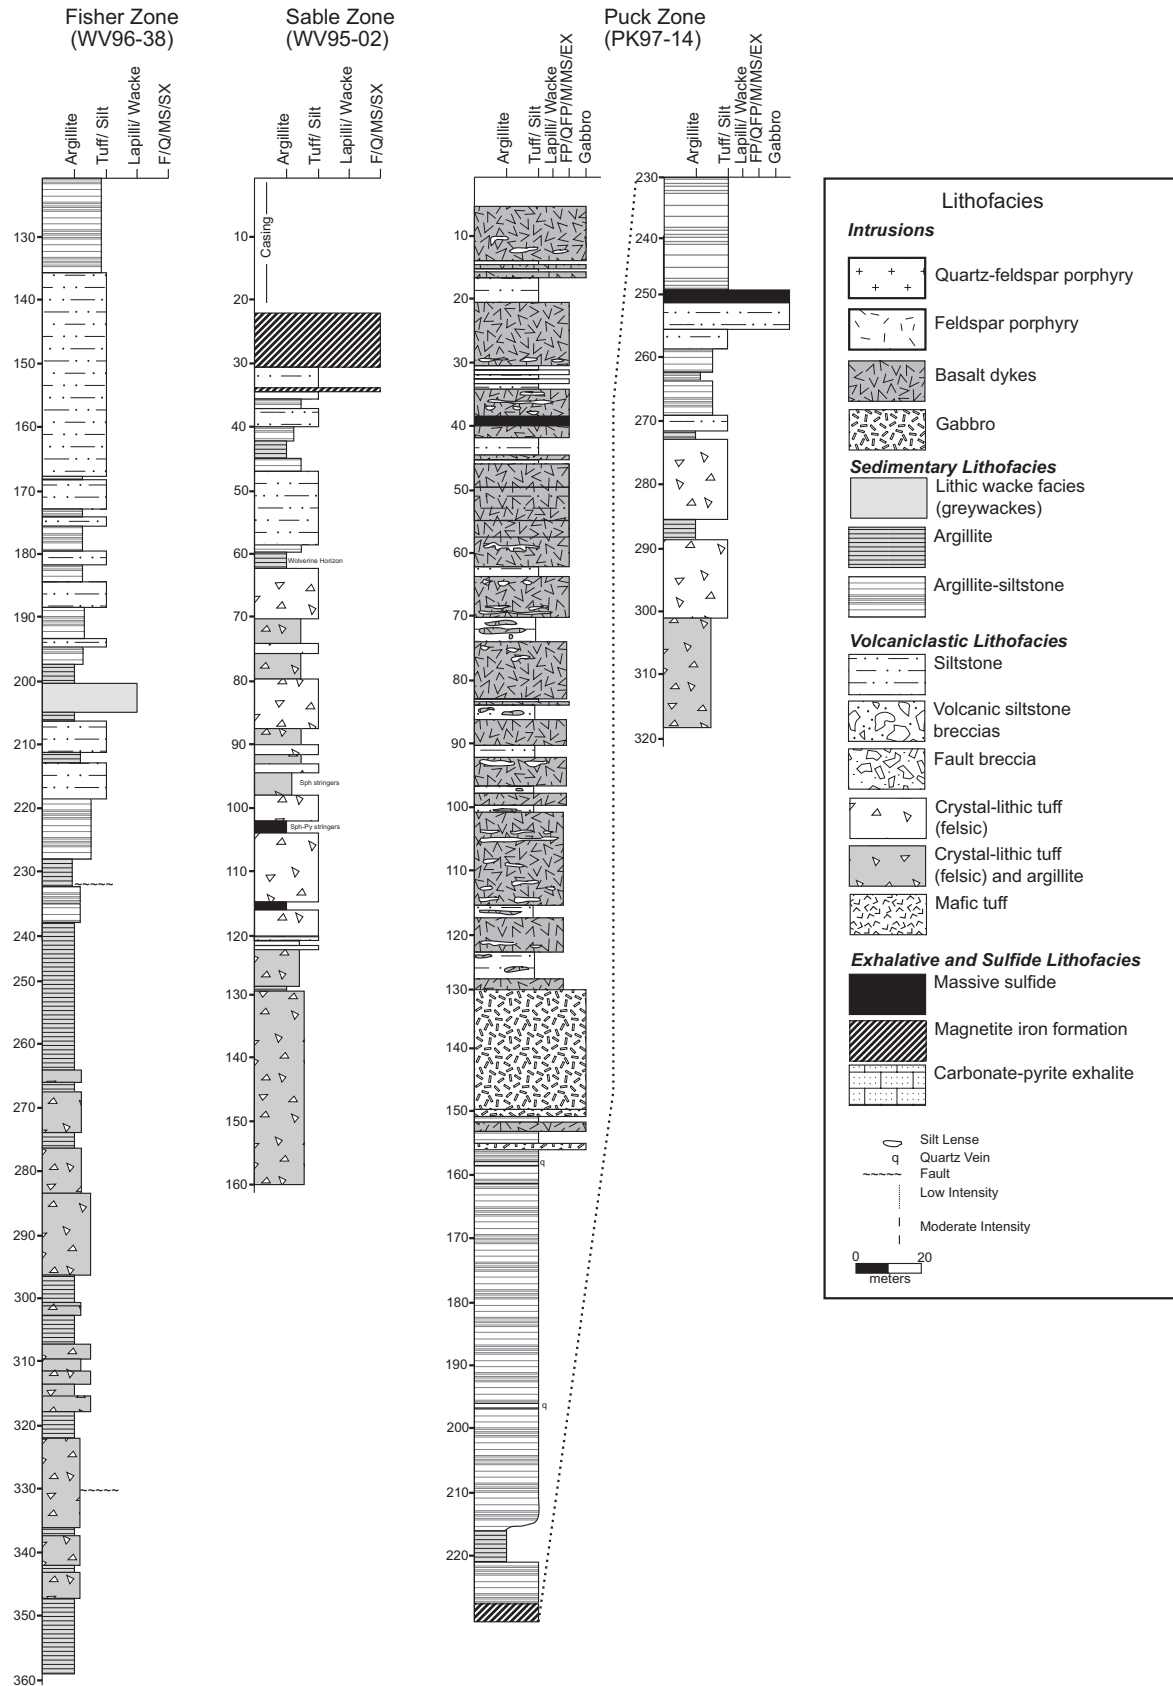 Fisher Zone
(WV96-38)
Sable Zone
(WV95-02)
Puck Zone
(PK97-14)
Argillite
Tuff/ Silt
Lapilli/ Wacke
F/Q/MS/SX
Argillite
Tuff/ Silt
Lapilli/ Wacke
F/Q/MS/SX
Argillite
Tuff/ Silt
Lapilli/ Wacke
FP/QFP/M/MS/EX
Gabbro
Argillite
Tuff/ Silt
Lapilli/ Wacke
FP/QFP/M/MS/EX
Gabbro
130
140
150
160
170
180
190
200
210
220
230
240
250
260
270
280
290
300
310
320
330
340
350
360
Casing
10
20
30
40
50
60
Wolverine Horizon
70
80
90
Sph stringers
100
Sph-Py stringers
110
120
130
140
150
160
10
20
30
40
50
60
70
80
90
100
110
120
130
140
150
q
160
170
180
190
q
200
210
220
230
240
250
260
270
280
290
300
310
320
Lithofacies
Intrusions
Quartz-feldspar porphyry
Feldspar porphyry
Basalt dykes
Gabbro
Sedimentary Lithofacies
Lithic wacke facies
(greywackes)
Argillite
Argillite-siltstone
Volcaniclastic Lithofacies
Siltstone
Volcanic siltstone
breccias
Fault breccia
Crystal-lithic tuff
(felsic)
Crystal-lithic tuff
(felsic) and argillite
Mafic tuff
Exhalative and Sulfide Lithofacies
Massive sulfide
Magnetite iron formation
Carbonate-pyrite exhalite
Silt Lense
q Quartz Vein
Fault
Low Intensity
Moderate Intensity
0 20
meters